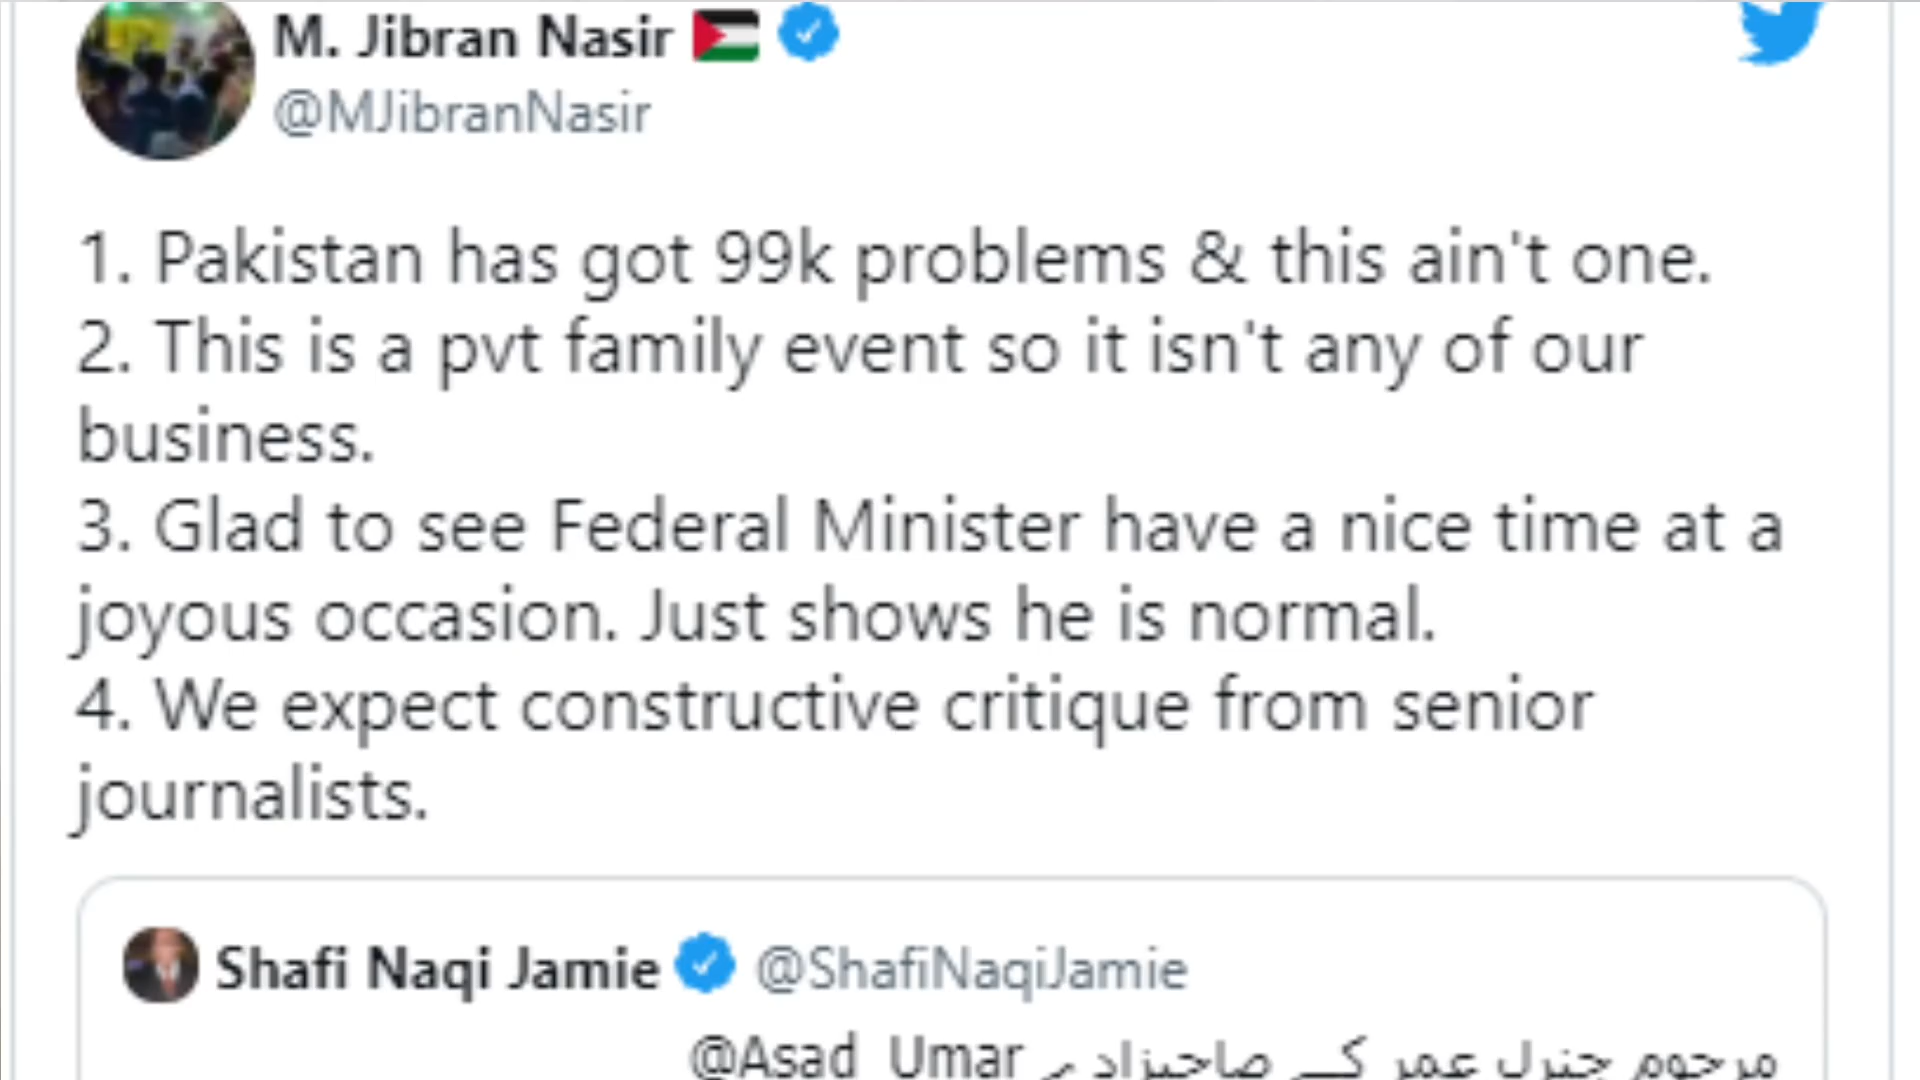 M. Jibran Nasir
@MJibranNasir
1. Pakistan has got 99k problems & this ain't one.
2. This is a pvt family event so it isn't any of our
business.
3. Glad to see Federal Minister have a nice time at a
joyous occasion. Just shows he is normal.
4. We expect constructive critique from senior
journalists.
Shafi Naqi Jamie @ShafiNaqiJamie
مرحوم جنرل عمر کے صاحبزادے @Asad_Umar